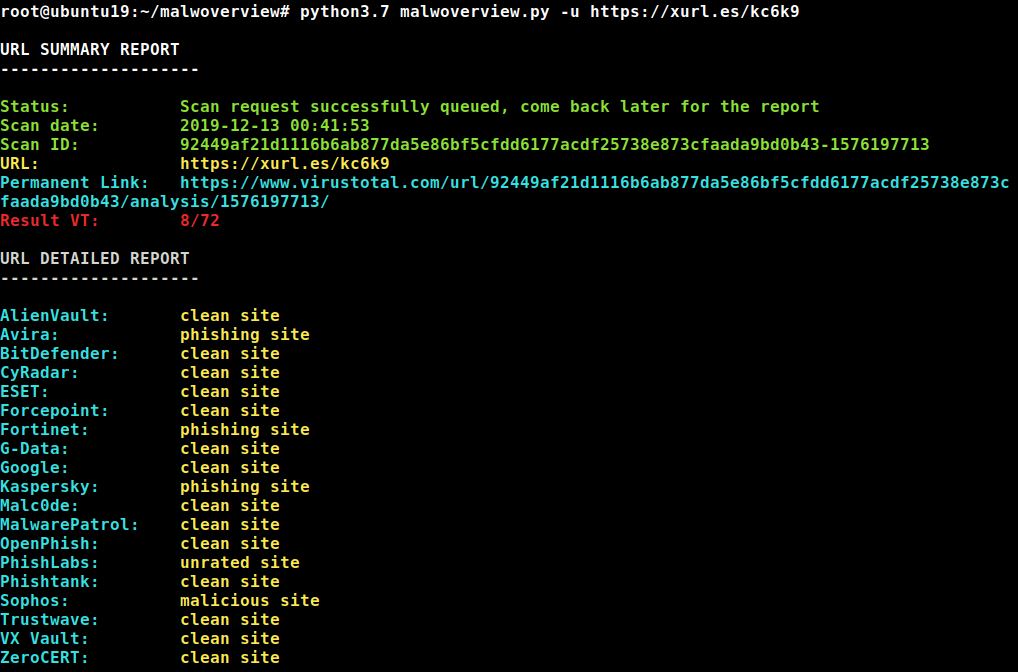 root@ubuntu19:~/malwoverview# python3.7 malwoverview.py -u https://xurl.es/kc6k9
URL SUMMARY REPORT
--------------------
Status: Scan request successfully queued, come back later for the report
Scan date: 2019-12-13 00:41:53
Scan ID: 92449af21d1116b6ab877da5e86bf5cfdd6177acdf25738e873cfaada9bd0b43-1576197713
URL: https://xurl.es/kc6k9
Permanent Link: https://www.virustotal.com/url/92449af21d1116b6ab877da5e86bf5cfdd6177acdf25738e873c
faada9bd0b43/analysis/1576197713/
Result VT: 8/72
URL DETAILED REPORT
--------------------
AlienVault: clean site
Avira: phishing site
BitDefender: clean site
CyRadar: clean site
ESET: clean site
Forcepoint: clean site
Fortinet: phishing site
G-Data: clean site
Google: clean site
Kaspersky: phishing site
Malc0de: clean site
MalwarePatrol: clean site
OpenPhish: clean site
PhishLabs: unrated site
Phishtank: clean site
Sophos: malicious site
Trustwave: clean site
VX Vault: clean site
ZeroCERT: clean site